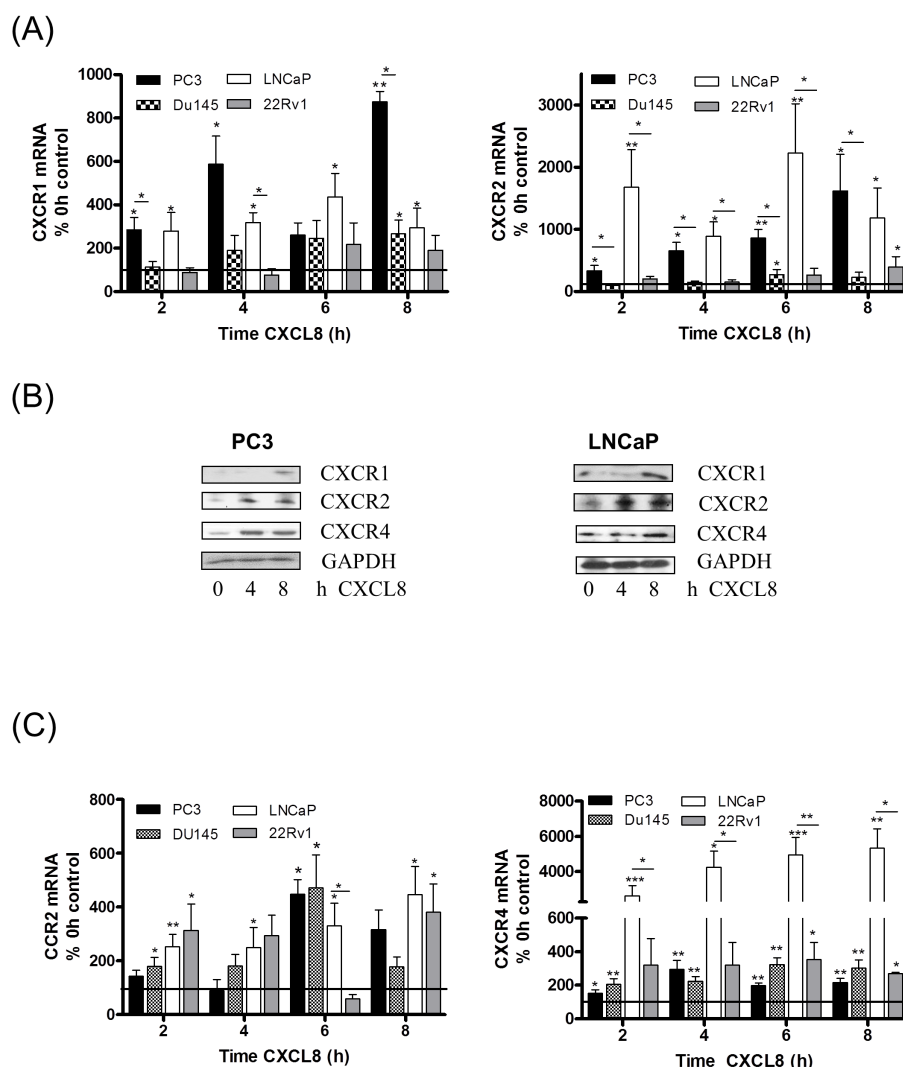 (A)
PC3 LNCaP
Du145 22Rv1
CXCR1 mRNA
% 0h control
1000
800
600
400
200
0
* * * * * * * * ** * * *
2 4 6 8
Time CXCL8 (h)
PC3 LNCaP
Du145 22Rv1
CXCR2 mRNA
% 0h control
3000
2000
1000
0
* * ** * * * * * ** * * ** * * * * *
2 4 6 8
Time CXCL8 (h)
(B)
PC3
CXCR1
CXCR2
CXCR4
GAPDH
0 4 8 h CXCL8
LNCaP
CXCR1
CXCR2
CXCR4
GAPDH
0 4 8 h CXCL8
(C)
PC3 LNCaP
DU145 22Rv1
CCR2 mRNA
% 0h control
800
600
400
200
0
* ** * * * * * * * *
2 4 6 8
Time CXCL8 (h)
PC3 LNCaP
Du145 22Rv1
CXCR4 mRNA
% 0h control
8000
6000
4000
600
400
200
0
* ** *** * ** ** * * ** ** *** ** * ** ** ** * *
2 4 6 8
Time CXCL8 (h)